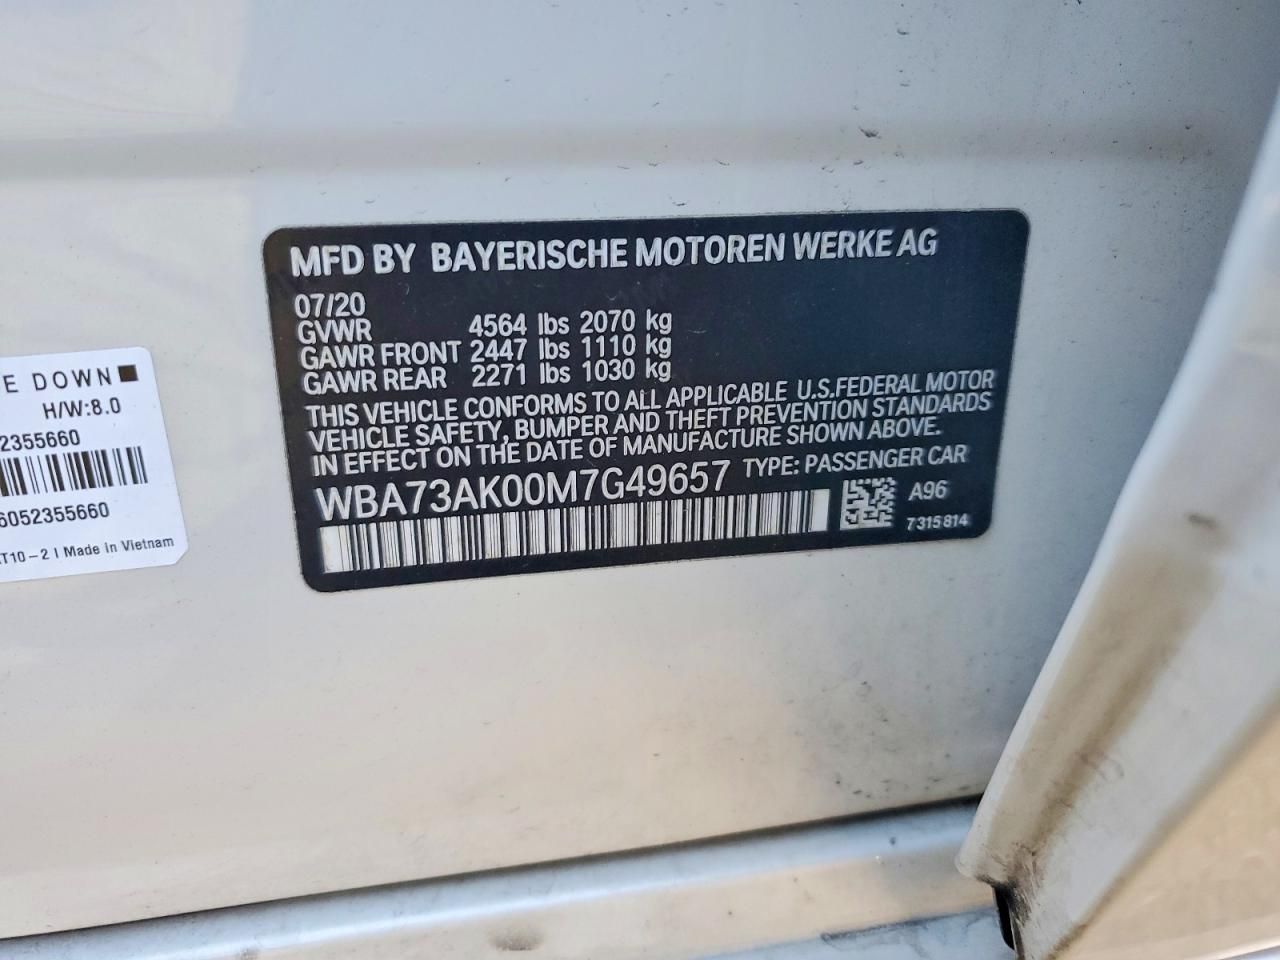 MFD BY BAYERISCHE MOTOREN WERKE AG
07/20
GVWR 4564 lbs 2070 kg
GAWR FRONT 2447 lbs 1110 kg
GAWR REAR 2271 lbs 1030 kg
THIS VEHICLE CONFORMS TO ALL APPLICABLE U.S.FEDERAL MOTOR
VEHICLE SAFETY, BUMPER AND THEFT PREVENTION STANDARDS
IN EFFECT ON THE DATE OF MANUFACTURE SHOWN ABOVE.
WBA73AK00M7G49657 TYPE: PASSENGER CAR
A96
7315814
E DOWN
H/W:8.0
2355660
6052355660
T10-2 | Made in Vietnam